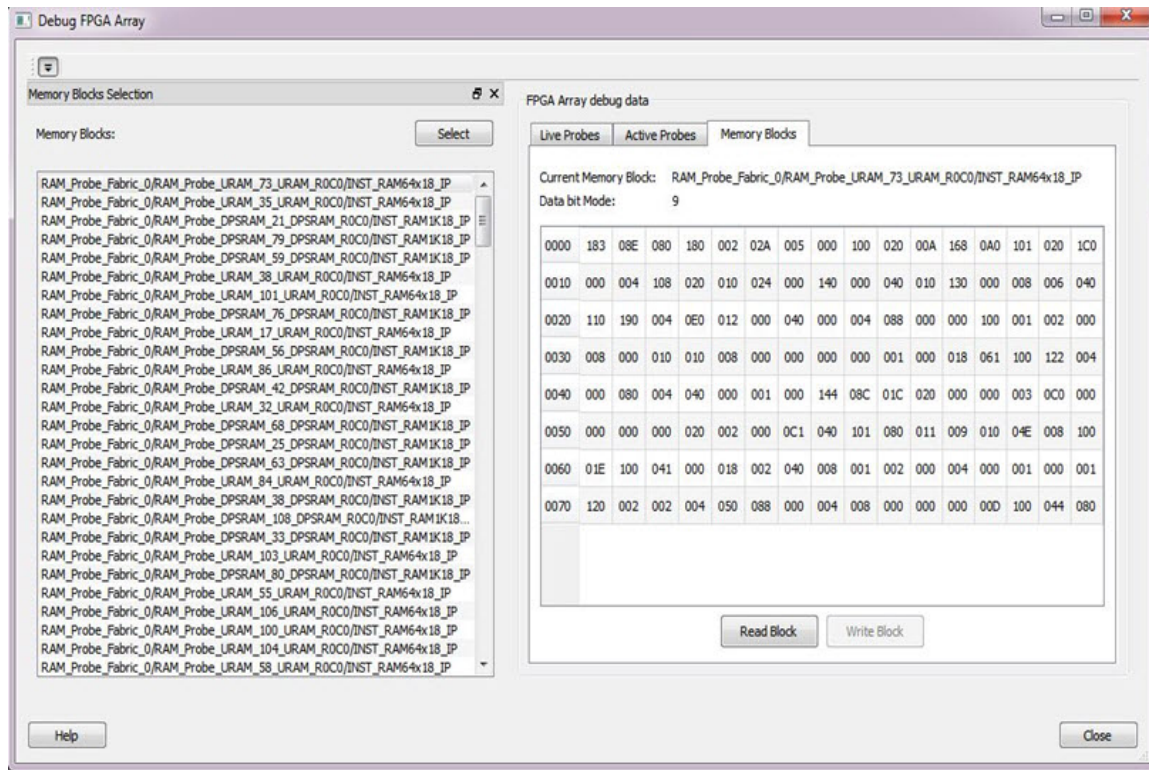 Debug FPGA Array
Memory Blocks Selection
Memory Blocks:
Select
RAM_Probe_Fabric_0/RAM_Probe_URAM_73_URAM_R0C0/INST_RAM64x18_IP
RAM_Probe_Fabric_0/RAM_Probe_URAM_35_URAM_R0C0/INST_RAM64x18_IP
RAM_Probe_Fabric_0/RAM_Probe_DPSRAM_21_DPSRAM_R0C0/INST_RAM1K18_IP
RAM_Probe_Fabric_0/RAM_Probe_DPSRAM_79_DPSRAM_R0C0/INST_RAM1K18_IP
RAM_Probe_Fabric_0/RAM_Probe_DPSRAM_59_DPSRAM_R0C0/INST_RAM1K18_IP
RAM_Probe_Fabric_0/RAM_Probe_URAM_38_URAM_R0C0/INST_RAM64x18_IP
RAM_Probe_Fabric_0/RAM_Probe_URAM_101_URAM_R0C0/INST_RAM64x18_IP
RAM_Probe_Fabric_0/RAM_Probe_DPSRAM_76_DPSRAM_R0C0/INST_RAM1K18_IP
RAM_Probe_Fabric_0/RAM_Probe_URAM_17_URAM_R0C0/INST_RAM64x18_IP
RAM_Probe_Fabric_0/RAM_Probe_DPSRAM_56_DPSRAM_R0C0/INST_RAM1K18_IP
RAM_Probe_Fabric_0/RAM_Probe_URAM_86_URAM_R0C0/INST_RAM64x18_IP
RAM_Probe_Fabric_0/RAM_Probe_DPSRAM_42_DPSRAM_R0C0/INST_RAM1K18_IP
RAM_Probe_Fabric_0/RAM_Probe_URAM_32_URAM_R0C0/INST_RAM64x18_IP
RAM_Probe_Fabric_0/RAM_Probe_DPSRAM_68_DPSRAM_R0C0/INST_RAM1K18_IP
RAM_Probe_Fabric_0/RAM_Probe_DPSRAM_25_DPSRAM_R0C0/INST_RAM1K18_IP
RAM_Probe_Fabric_0/RAM_Probe_DPSRAM_63_DPSRAM_R0C0/INST_RAM1K18_IP
RAM_Probe_Fabric_0/RAM_Probe_URAM_84_URAM_R0C0/INST_RAM64x18_IP
RAM_Probe_Fabric_0/RAM_Probe_DPSRAM_38_DPSRAM_R0C0/INST_RAM1K18_IP
RAM_Probe_Fabric_0/RAM_Probe_DPSRAM_108_DPSRAM_R0C0/INST_RAM1K18...
RAM_Probe_Fabric_0/RAM_Probe_DPSRAM_33_DPSRAM_R0C0/INST_RAM1K18_IP
RAM_Probe_Fabric_0/RAM_Probe_URAM_103_URAM_R0C0/INST_RAM64x18_IP
RAM_Probe_Fabric_0/RAM_Probe_DPSRAM_80_DPSRAM_R0C0/INST_RAM1K18_IP
RAM_Probe_Fabric_0/RAM_Probe_URAM_55_URAM_R0C0/INST_RAM64x18_IP
RAM_Probe_Fabric_0/RAM_Probe_URAM_106_URAM_R0C0/INST_RAM64x18_IP
RAM_Probe_Fabric_0/RAM_Probe_URAM_100_URAM_R0C0/INST_RAM64x18_IP
RAM_Probe_Fabric_0/RAM_Probe_URAM_104_URAM_R0C0/INST_RAM64x18_IP
RAM_Probe_Fabric_0/RAM_Probe_URAM_58_URAM_R0C0/INST_RAM64x18_IP
FPGA Array debug data
Live Probes Active Probes Memory Blocks
Current Memory Block: RAM_Probe_Fabric_0/RAM_Probe_URAM_73_URAM_R0C0/INST_RAM64x18_IP
Data bit Mode: 9
0000 183 08E 080 180 002 02A 005 000 100 020 00A 168 0A0 101 020 1C0
0010 000 004 108 020 010 024 000 140 000 040 010 130 000 008 006 040
0020 110 190 004 0E0 012 000 040 000 004 088 000 000 100 001 002 000
0030 008 000 010 010 008 000 000 000 000 001 000 018 061 100 122 004
0040 000 080 004 040 000 001 000 144 08C 01C 020 000 000 003 0C0 000
0050 000 000 000 020 002 000 0C1 040 101 080 011 009 010 04E 008 100
0060 01E 100 041 000 018 002 040 008 001 002 000 004 000 001 000 001
0070 120 002 002 004 050 088 000 004 008 000 000 000 00D 100 044 080
Read Block Write Block
Help
Close